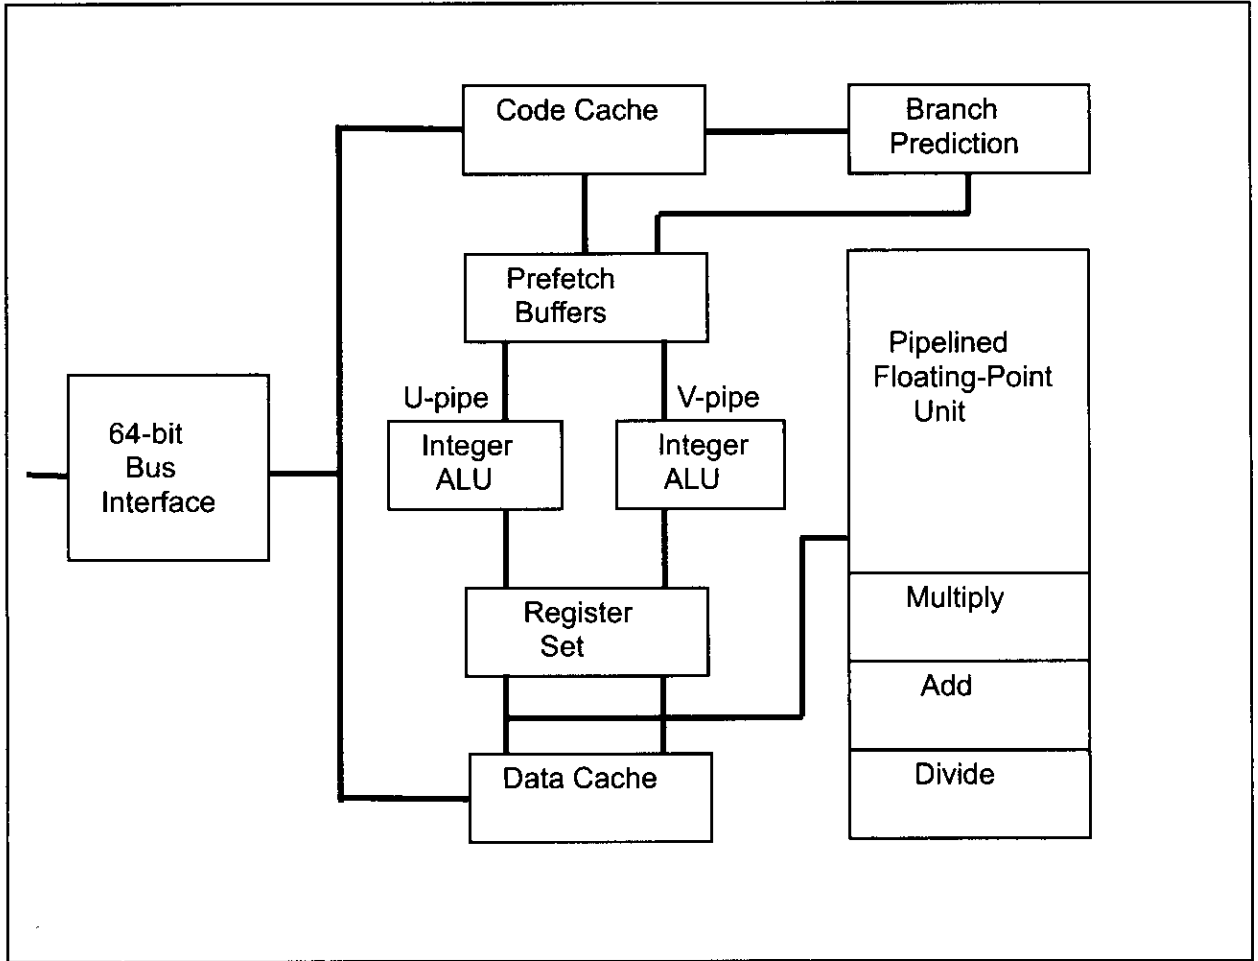 Code Cache
Branch
Prediction
Prefetch
Buffers
Pipelined
Floating-Point
Unit
U-pipe
V-pipe
64-bit
Bus
Interface
Integer
ALU
Integer
ALU
Register
Set
Multiply
Add
Data Cache
Divide